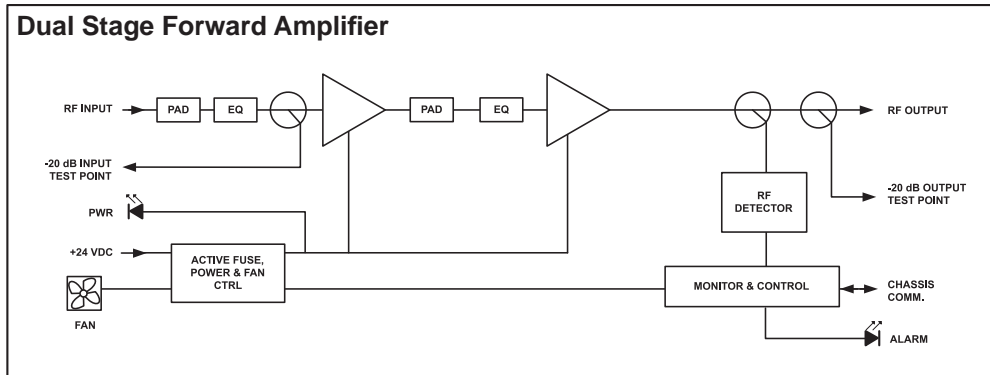 Dual Stage Forward Amplifier
RF INPUT
PAD
EQ
PAD
EQ
RF OUTPUT
-20 dB INPUT
TEST POINT
RF
DETECTOR
-20 dB OUTPUT
TEST POINT
PWR
+24 VDC
ACTIVE FUSE,
POWER & FAN
CTRL
MONITOR & CONTROL
CHASSIS
COMM.
FAN
ALARM